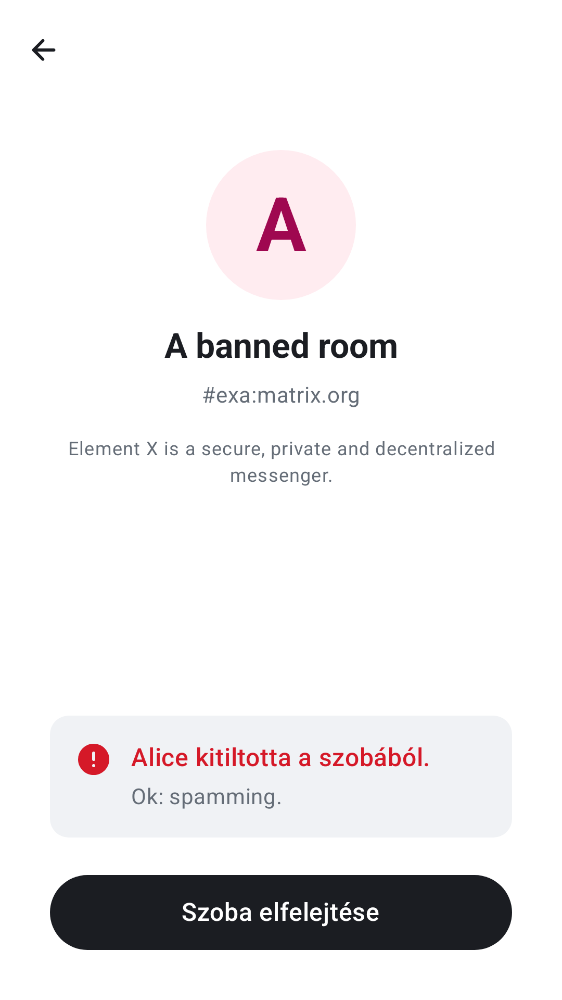 A
A banned room
#exa:matrix.org
Element X is a secure, private and decentralized
messenger.
Alice kitiltotta a szobából.
Ok: spamming.
Szoba elfelejtése